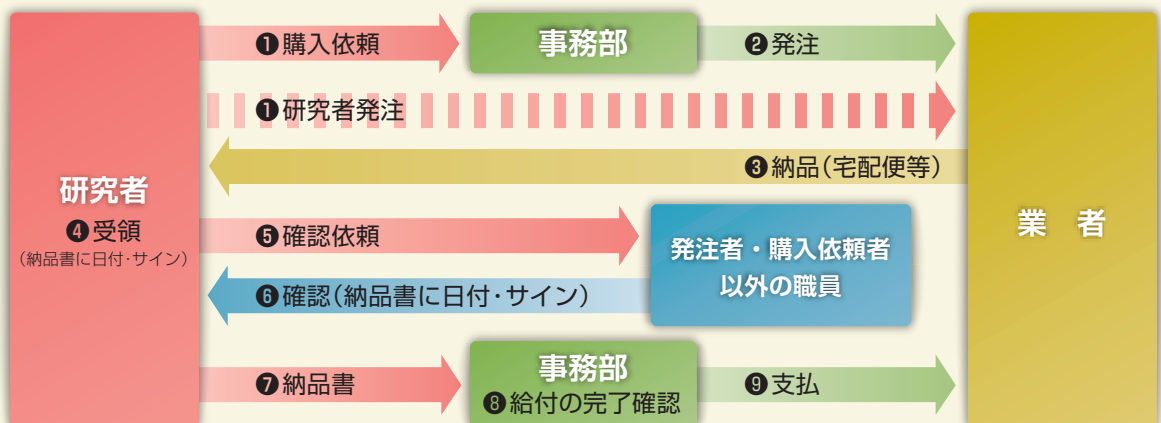 ❶購入依頼
事務部
❷発注
❶研究者発注
❸納品(宅配便等)
研究者
❹受領
(納品書に日付・サイン)
❺確認依頼
発注者・購入依頼者
以外の職員
業 者
❻確認(納品書に日付・サイン)
❼納品書
事務部
❽給付の完了確認
❾支払